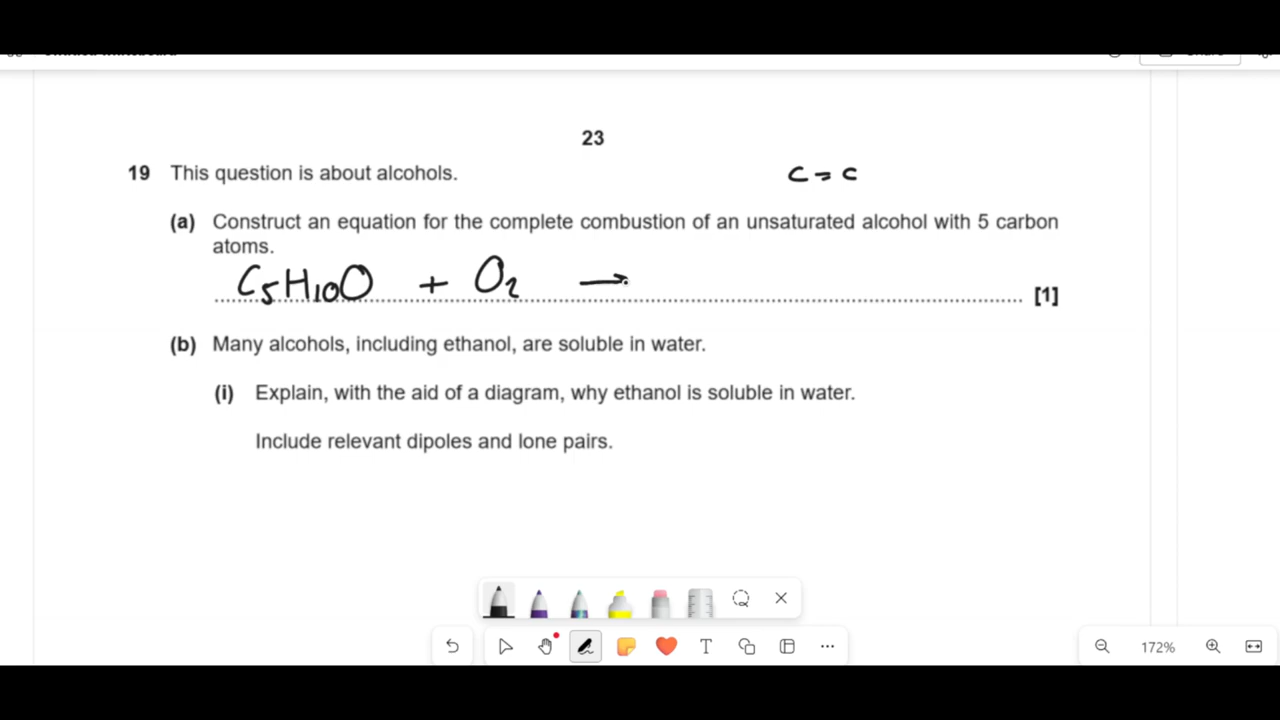 23
C = C
19 This question is about alcohols.
(a) Construct an equation for the complete combustion of an unsaturated alcohol with 5 carbon
atoms.
C₅H₁₀O + O₂ →
[1]
(b) Many alcohols, including ethanol, are soluble in water.
(i) Explain, with the aid of a diagram, why ethanol is soluble in water.
Include relevant dipoles and lone pairs.
T
172%